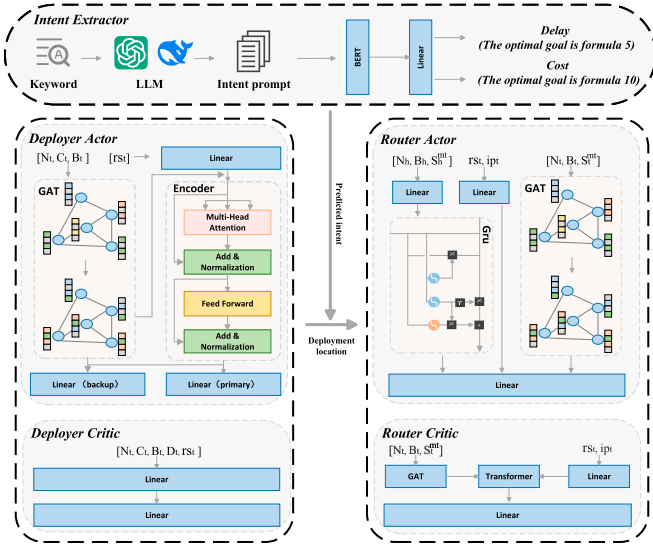 Intent Extractor
Keyword
LLM
Intent prompt
BERT
Linear
Delay
(The optimal goal is formula 5)
Cost
(The optimal goal is formula 10)
Predicted intent
Deployment
location
Deployer Actor
[Nt, Ct, Bt ]
[rst]
Linear
GAT
Encoder
Multi-Head
Attention
Add &
Normalization
Feed Forward
Add &
Normalization
Linear (backup)
Linear (primary)
Deployer Critic
[Nt, Ct, Bt, Dt, rst ]
Linear
Linear
Router Actor
[Nh, Bh, Shmt]
rst, ipt
[Nt, Bt, Stmt]
Linear
Linear
GAT
Gru
Linear
Router Critic
[Nt, Bt, Stmt]
rst, ipt
GAT
Transformer
Linear
Linear